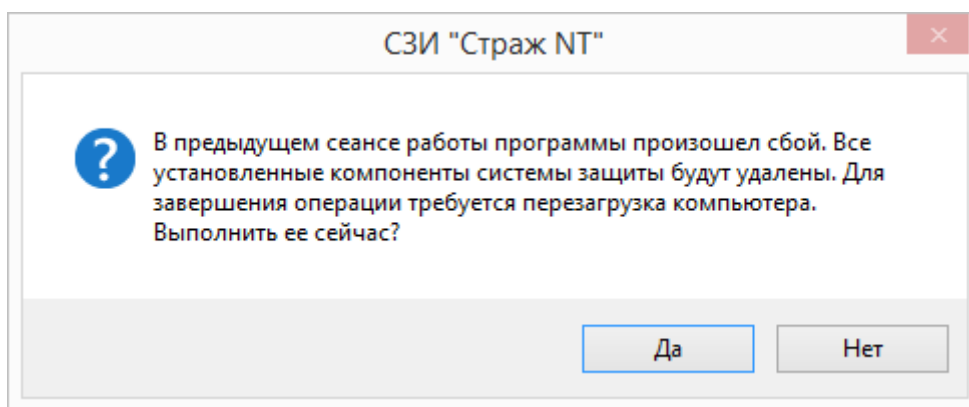 СЗИ "Страж NT"
В предыдущем сеансе работы программы произошел сбой. Все
установленные компоненты системы защиты будут удалены. Для
завершения операции требуется перезагрузка компьютера.
Выполнить ее сейчас?
Да
Нет